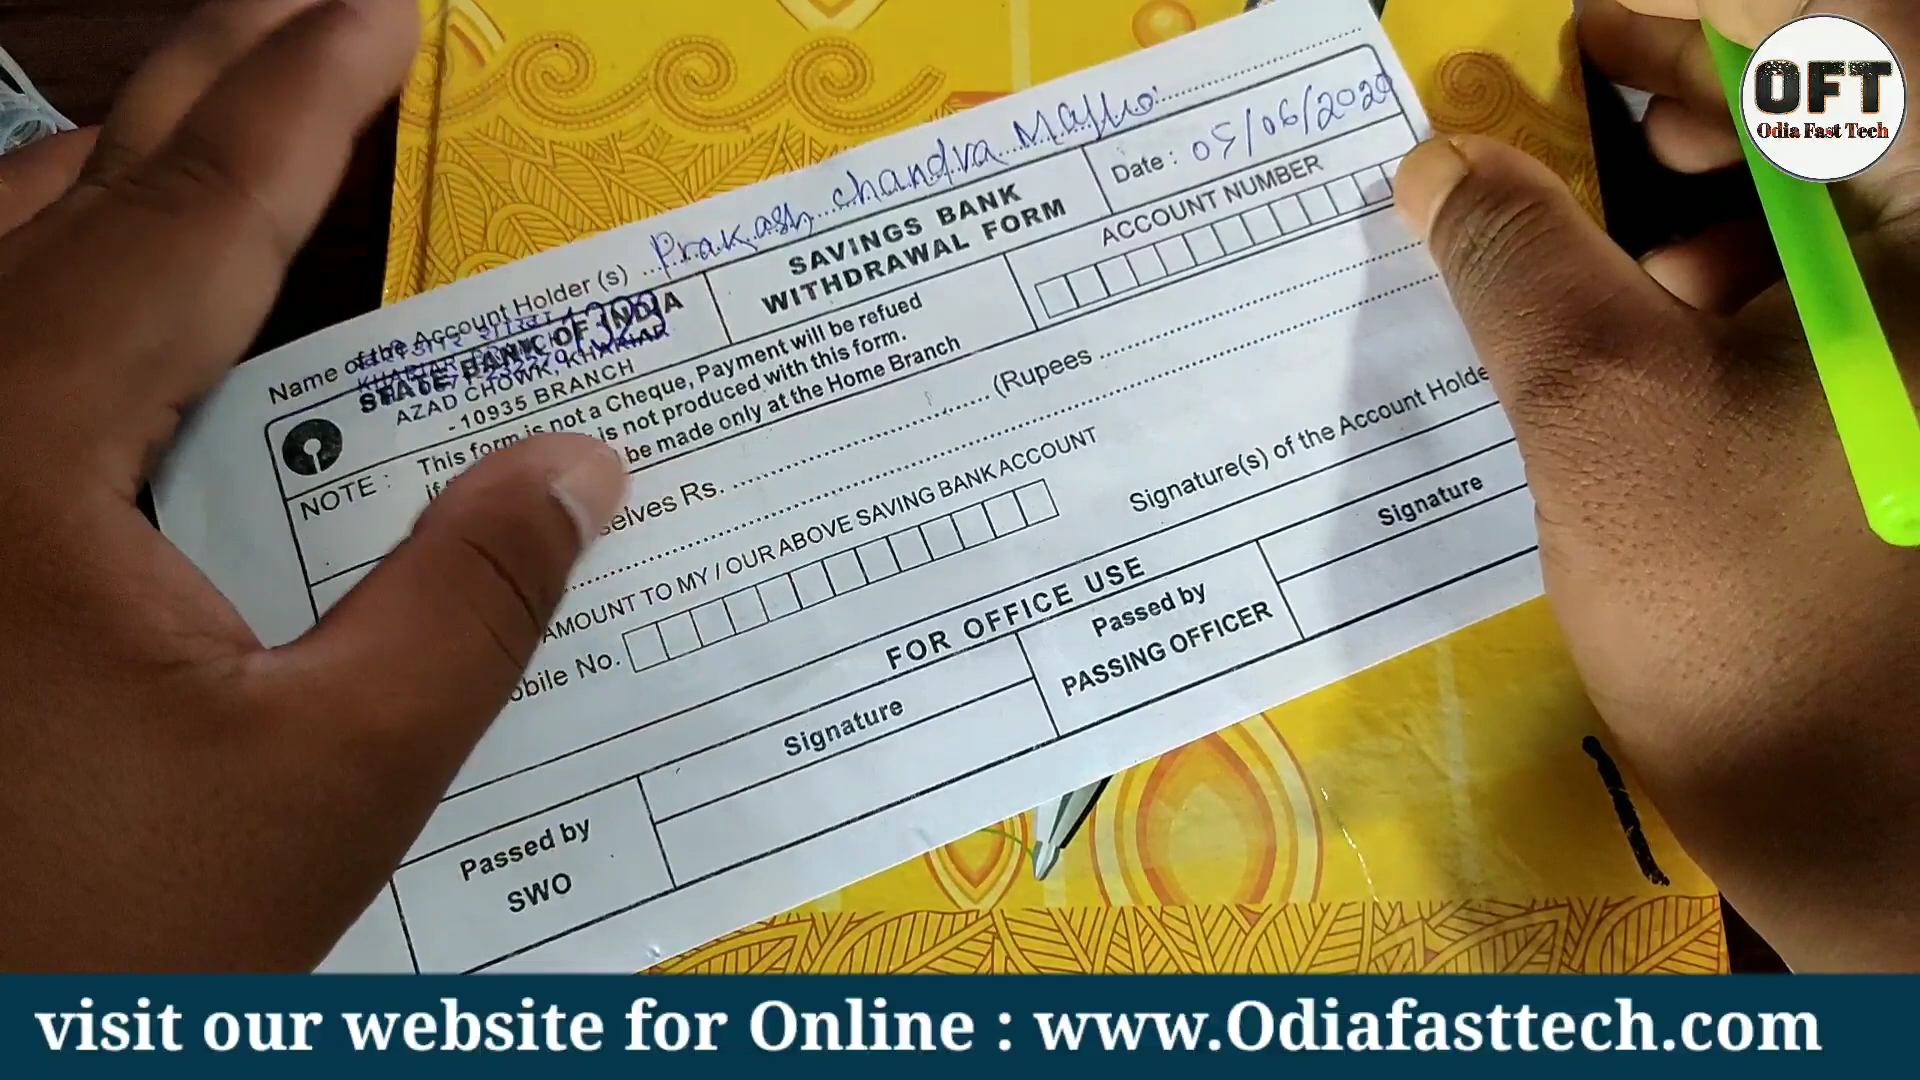 OFT
Odia Fast Tech
Name of the Account Holder (s) Prakash chandra Majhi
STATE BANK OF INDIA
AZAD CHOWK, KHARIAR
-10935 BRANCH
SAVINGS BANK
WITHDRAWAL FORM
Date : 05/06/2020
ACCOUNT NUMBER
NOTE :
This form is not a Cheque, Payment will be refused
is not produced with this form.
be made only at the Home Branch
selves Rs. (Rupees
AMOUNT TO MY / OUR ABOVE SAVING BANK ACCOUNT
obile No.
Signature(s) of the Account Holde
FOR OFFICE USE
Passed by
SWO
Signature
Passed by
PASSING OFFICER
Signature
visit our website for Online : www.Odiafasttech.com